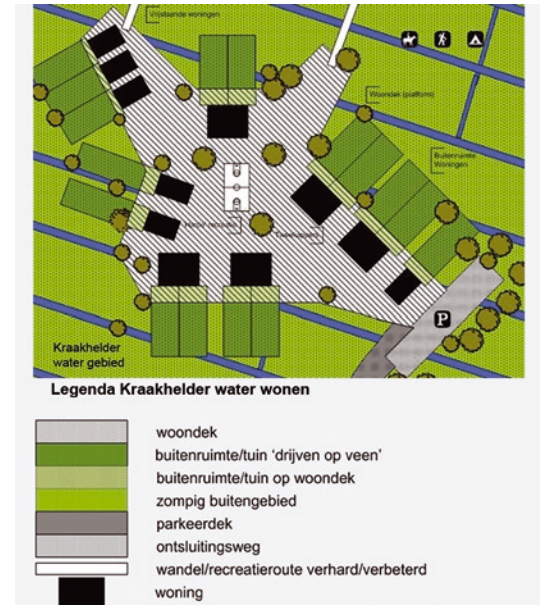 Vrijstaande woningen
Woondek (platform)
Buitenruimte
Woningen
Kraakhelder
water gebied
P
Legenda Kraakhelder water wonen
woondek
buitenruimte/tuin ‘drijven op veen’
buitenruimte/tuin op woondek
zompig buitengebied
parkeerdek
ontsluitingsweg
wandel/recreatieroute verhard/verbeterd
woning